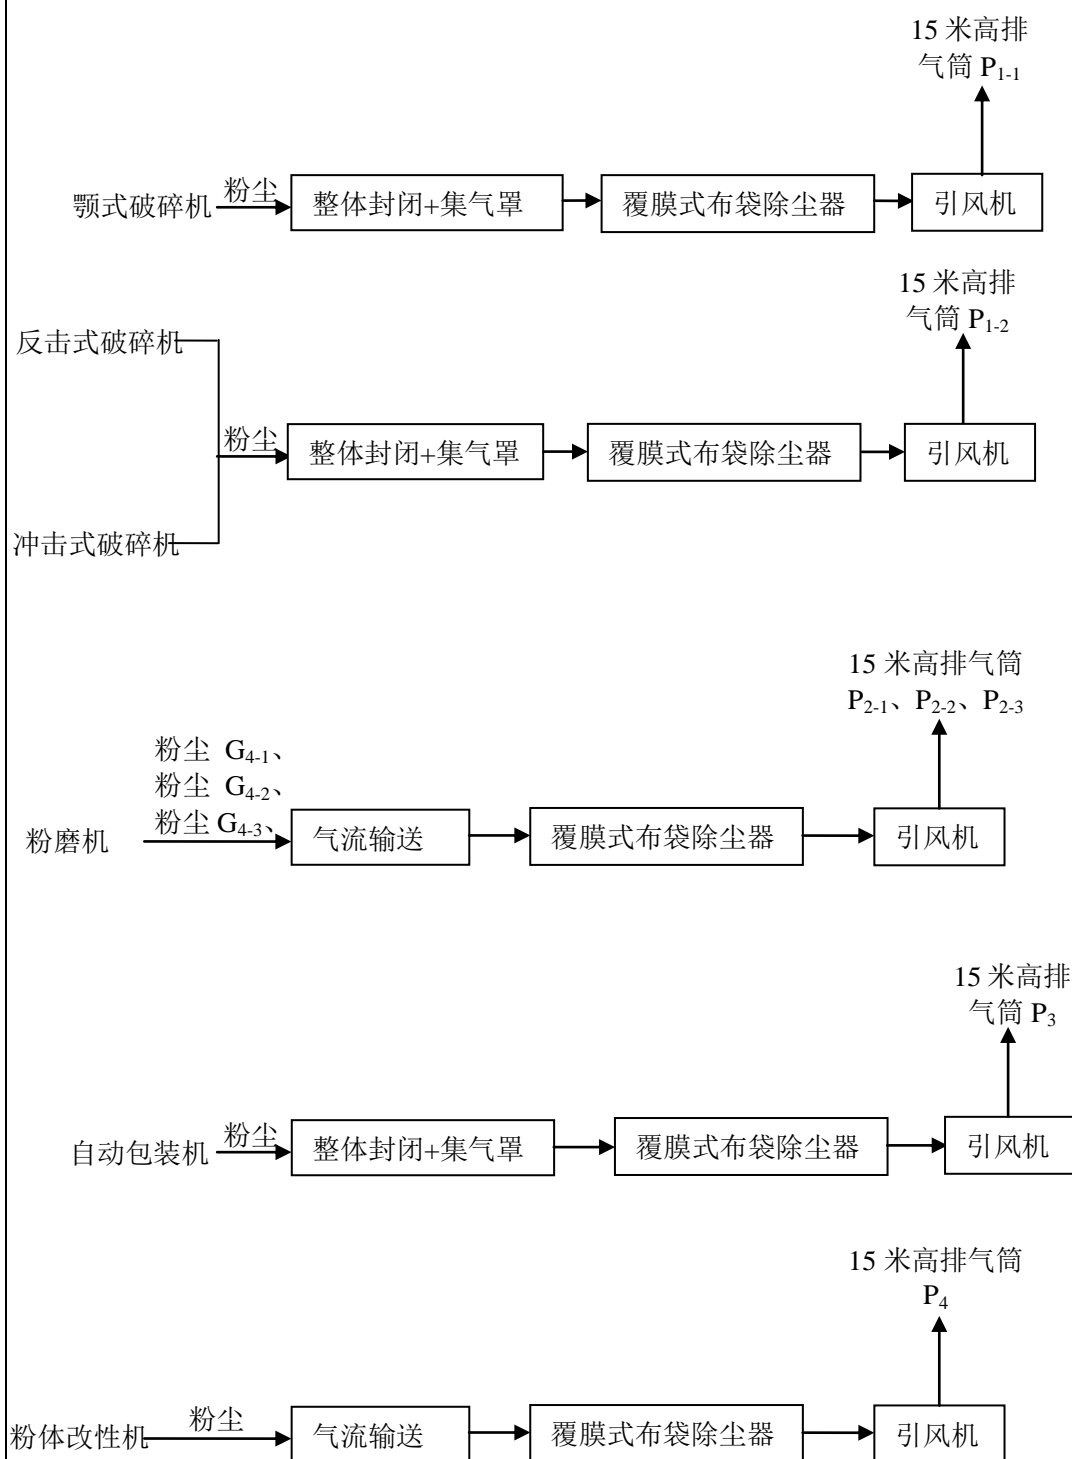 15 米高排
气筒 P1-1
颚式破碎机
粉尘
整体封闭+集气罩
覆膜式布袋除尘器
引风机
15 米高排
气筒 P1-2
反击式破碎机
粉尘
整体封闭+集气罩
覆膜式布袋除尘器
引风机
冲击式破碎机
15 米高排气筒
P2-1、P2-2、P2-3
粉尘 G4-1、
粉尘 G4-2、
粉尘 G4-3、
粉磨机
气流输送
覆膜式布袋除尘器
引风机
15 米高排
气筒 P3
自动包装机
粉尘
整体封闭+集气罩
覆膜式布袋除尘器
引风机
15 米高排气筒
P4
粉体改性机
粉尘
气流输送
覆膜式布袋除尘器
引风机